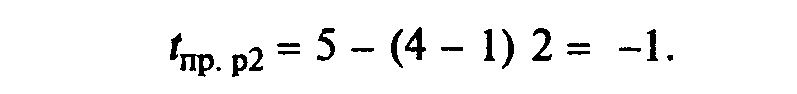 tпр. р2 = 5 – (4 – 1) 2 = –1.